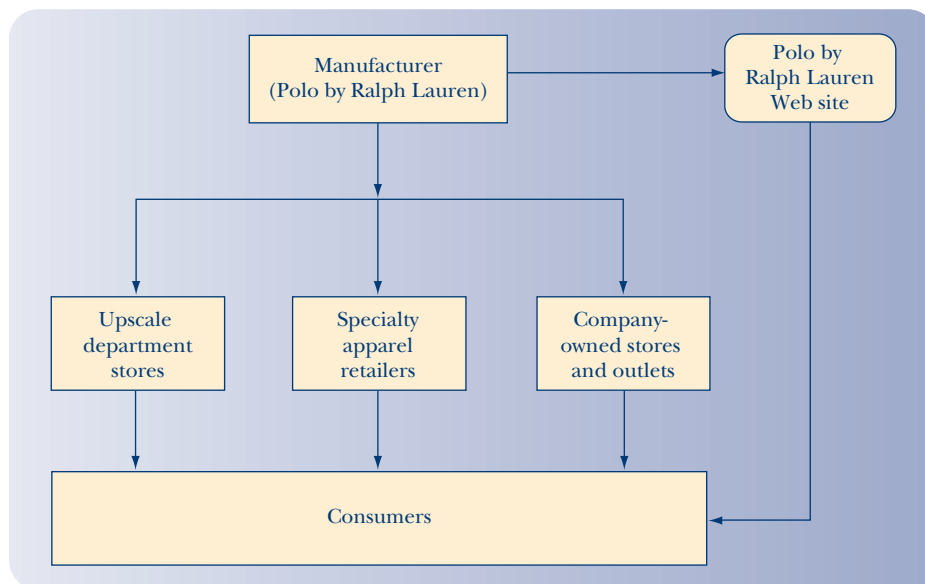 Manufacturer
(Polo by Ralph Lauren)
Polo by
Ralph Lauren
Web site
Upscale
department
stores
Specialty
apparel
retailers
Company-
owned stores
and outlets
Consumers